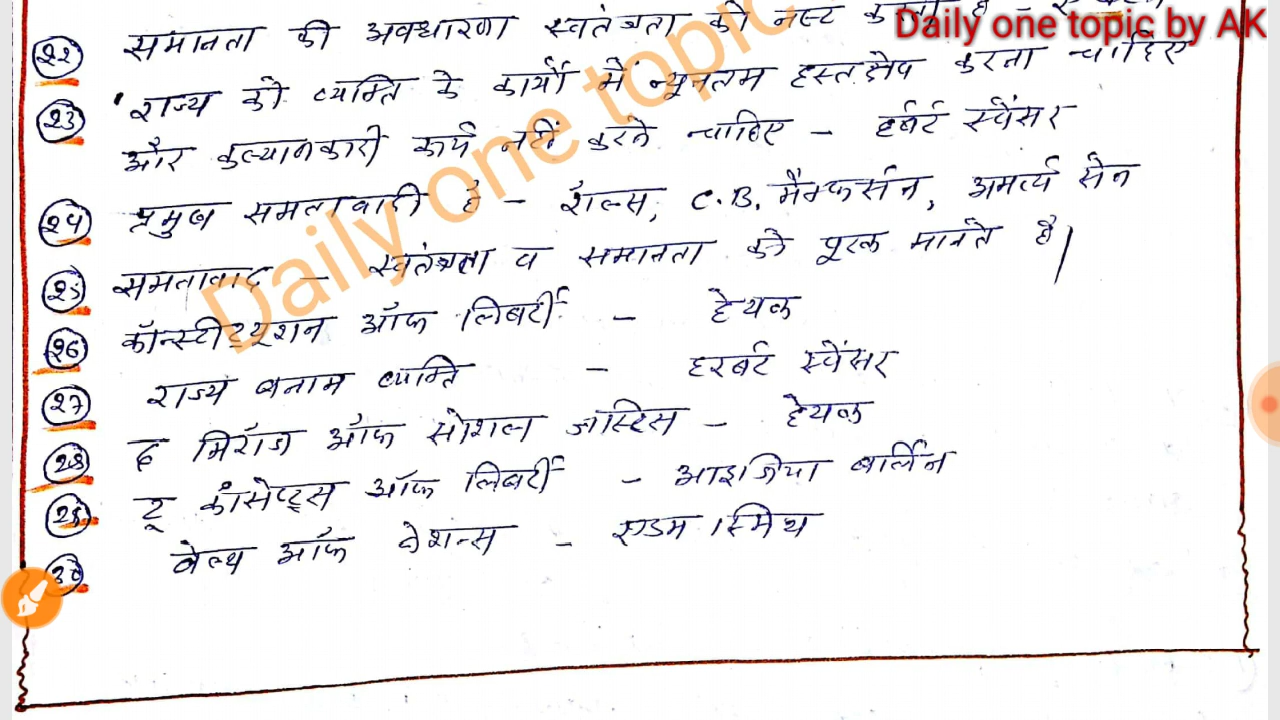 Daily one topic by AK
22 समानता की अवधारणा स्वतंत्रता को नष्ट करती है -
23 'राज्य को व्यक्ति के कार्यों में न्यूनतम हस्तक्षेप करना चाहिए
और कल्याणकारी कार्य नहीं करने चाहिए - हर्बर्ट स्पेंसर
24 प्रमुख समतावादी है - रॉल्स, C.B. मैक्फर्सन, अमर्त्य सेन
25 समतावाद - स्वतंत्रता व समानता को पूरक मानते है|
26 कॉन्स्टीट्यूशन ऑफ लिबर्टी - हेयक
27 राज्य बनाम व्यक्ति - हरबर्ट स्पेंसर
28 द मिरॉज ऑफ सोशल जस्टिस - हेयक
29 टू कंसेप्ट्स ऑफ लिबर्टी - आइजिया बर्लिन
30 वेल्थ ऑफ नेशन्स - एडम स्मिथ
Daily one topic